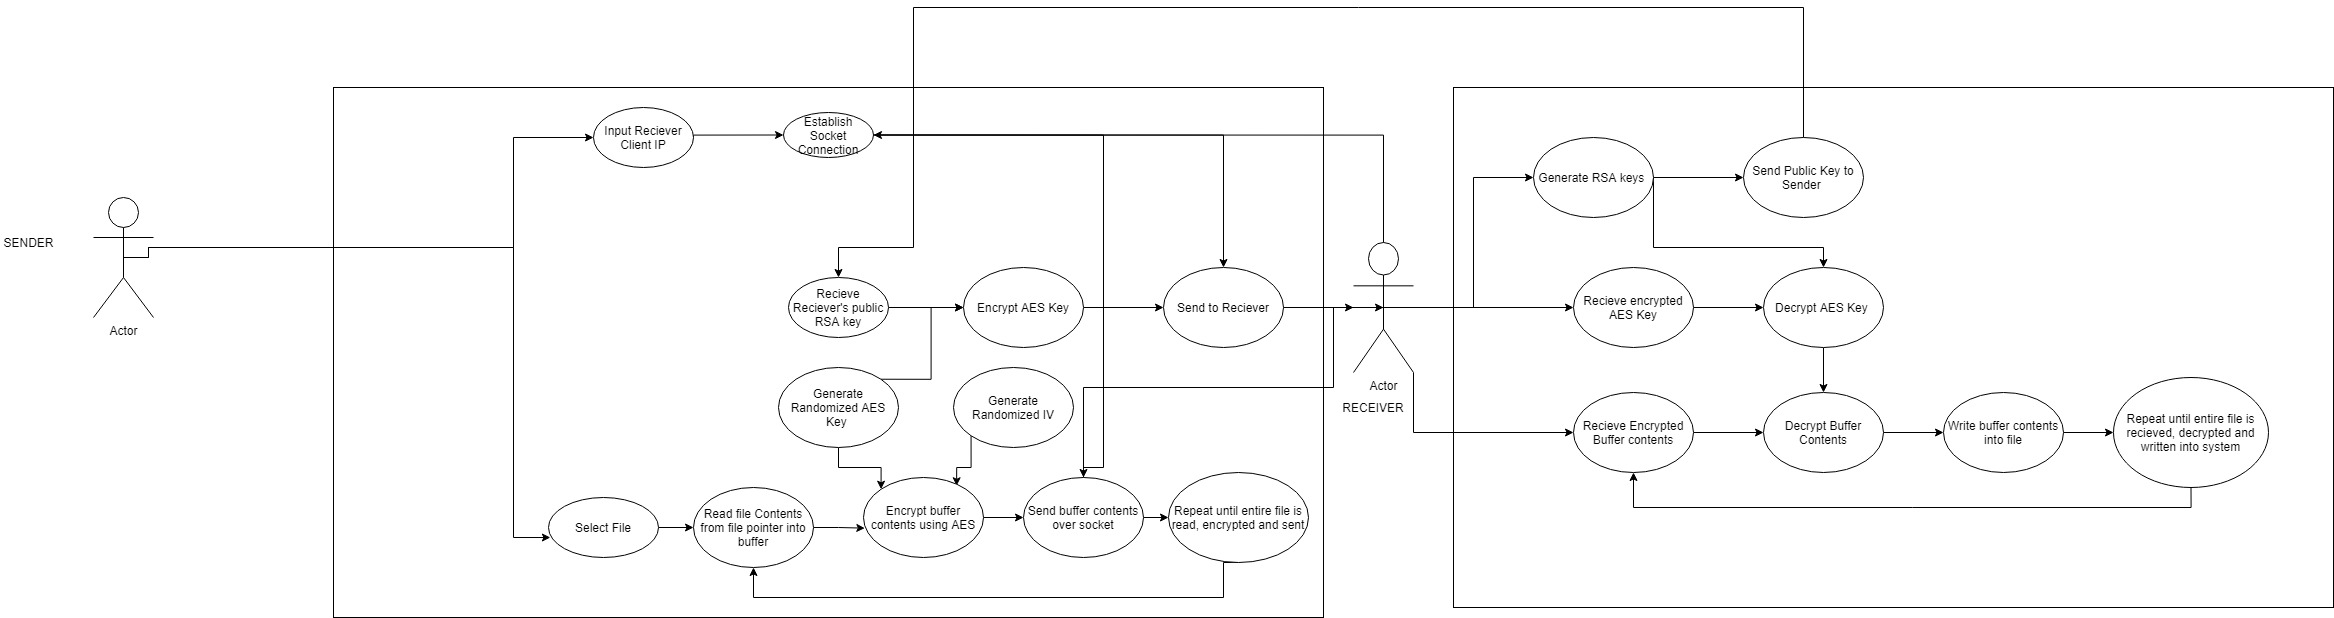 SENDER
Actor
Input Reciever
Client IP
Establish
Socket
Connection
Recieve
Reciever's public
RSA key
Encrypt AES Key
Send to Reciever
Generate
Randomized AES
Key
Generate
Randomized IV
Select File
Read file Contents
from file pointer into
buffer
Encrypt buffer
contents using AES
Send buffer contents
over socket
Repeat until entire file is
read, encrypted and sent
Actor
RECEIVER
Generate RSA keys
Send Public Key to
Sender
Recieve encrypted
AES Key
Decrypt AES Key
Recieve Encrypted
Buffer contents
Decrypt Buffer
Contents
Write buffer contents
into file
Repeat until entire file is
recieved, decrypted and
written into system